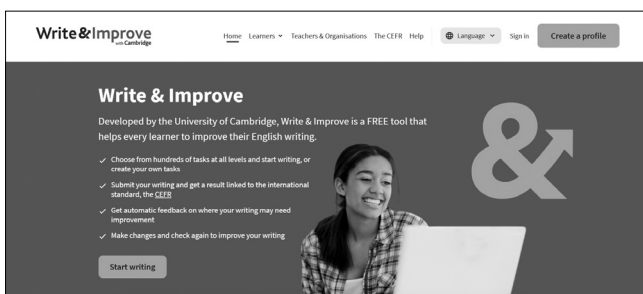 Write&Improve
with Cambridge
Home Learners Teachers & Organisations The CEFR Help Language Sign in Create a profile
Write & Improve
Developed by the University of Cambridge, Write & Improve is a FREE tool that
helps every learner to improve their English writing.
Choose from hundreds of tasks at all levels and start writing, or
create your own tasks
Submit your writing and get a result linked to the international
standard, the CEFR
Get automatic feedback on where your writing may need
improvement
Make changes and check again to improve your writing
Start writing
&